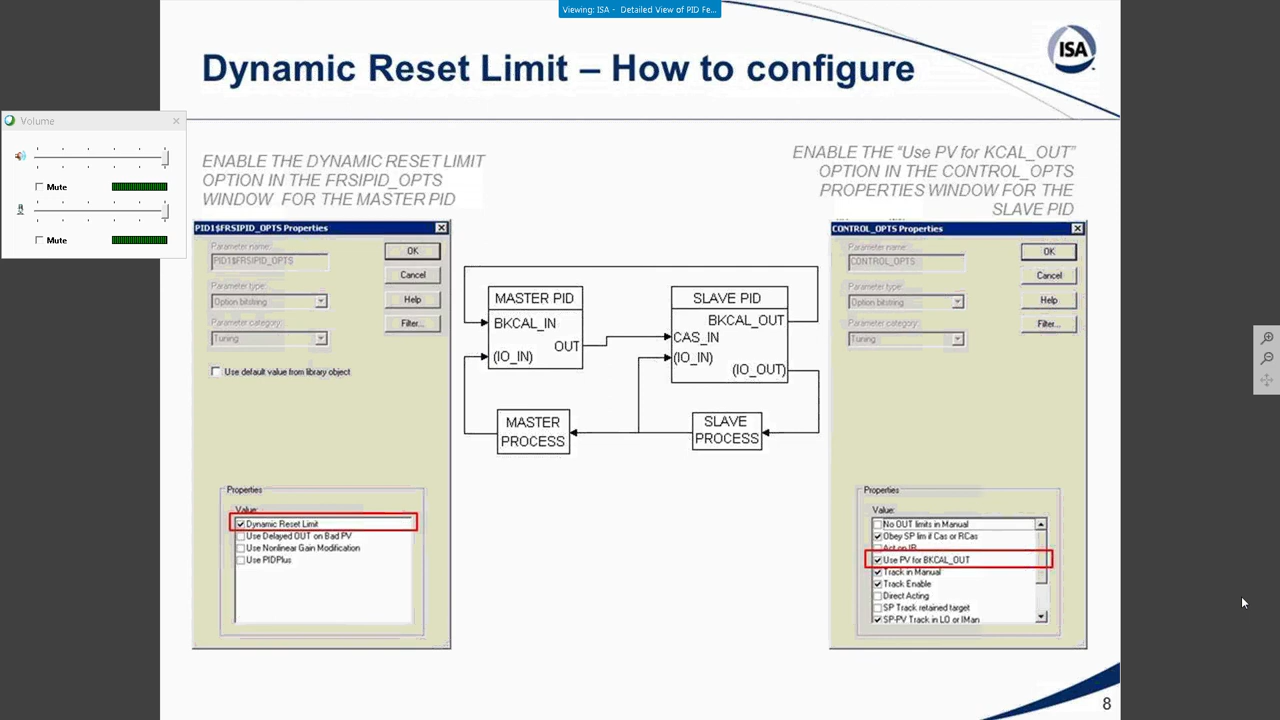 Viewing: ISA - Detailed View of PID Fe...
Dynamic Reset Limit – How to configure
ISA
Volume
Mute
Mute
ENABLE THE DYNAMIC RESET LIMIT
OPTION IN THE FRSIPID_OPTS
WINDOW FOR THE MASTER PID
ENABLE THE “Use PV for KCAL_OUT”
OPTION IN THE CONTROL_OPTS
PROPERTIES WINDOW FOR THE
SLAVE PID
PID1$FRSIPID_OPTS Properties
Parameter name:
PID1$FRSIPID_OPTS
Parameter type:
Option bitstring
Parameter category:
Tuning
OK
Cancel
Help
Filter...
Use default value from library object
Properties
Value:
Dynamic Reset Limit
Use Delayed OUT on Bad PV
Use Nonlinear Gain Modification
Use PIDPlus
MASTER PID
BKCAL_IN
OUT
(IO_IN)
SLAVE PID
BKCAL_OUT
CAS_IN
(IO_IN)
(IO_OUT)
MASTER
PROCESS
SLAVE
PROCESS
CONTROL_OPTS Properties
Parameter name:
CONTROL_OPTS
Parameter type:
Option bitstring
Parameter category:
Tuning
OK
Cancel
Help
Filter...
Properties
Value:
No OUT limits in Manual
Obey SP lim if Cas or RCas
Act on IR
Use PV for BKCAL_OUT
Track in Manual
Track Enable
Direct Acting
SP Track retained target
SP-PV Track in LO or IMan
8